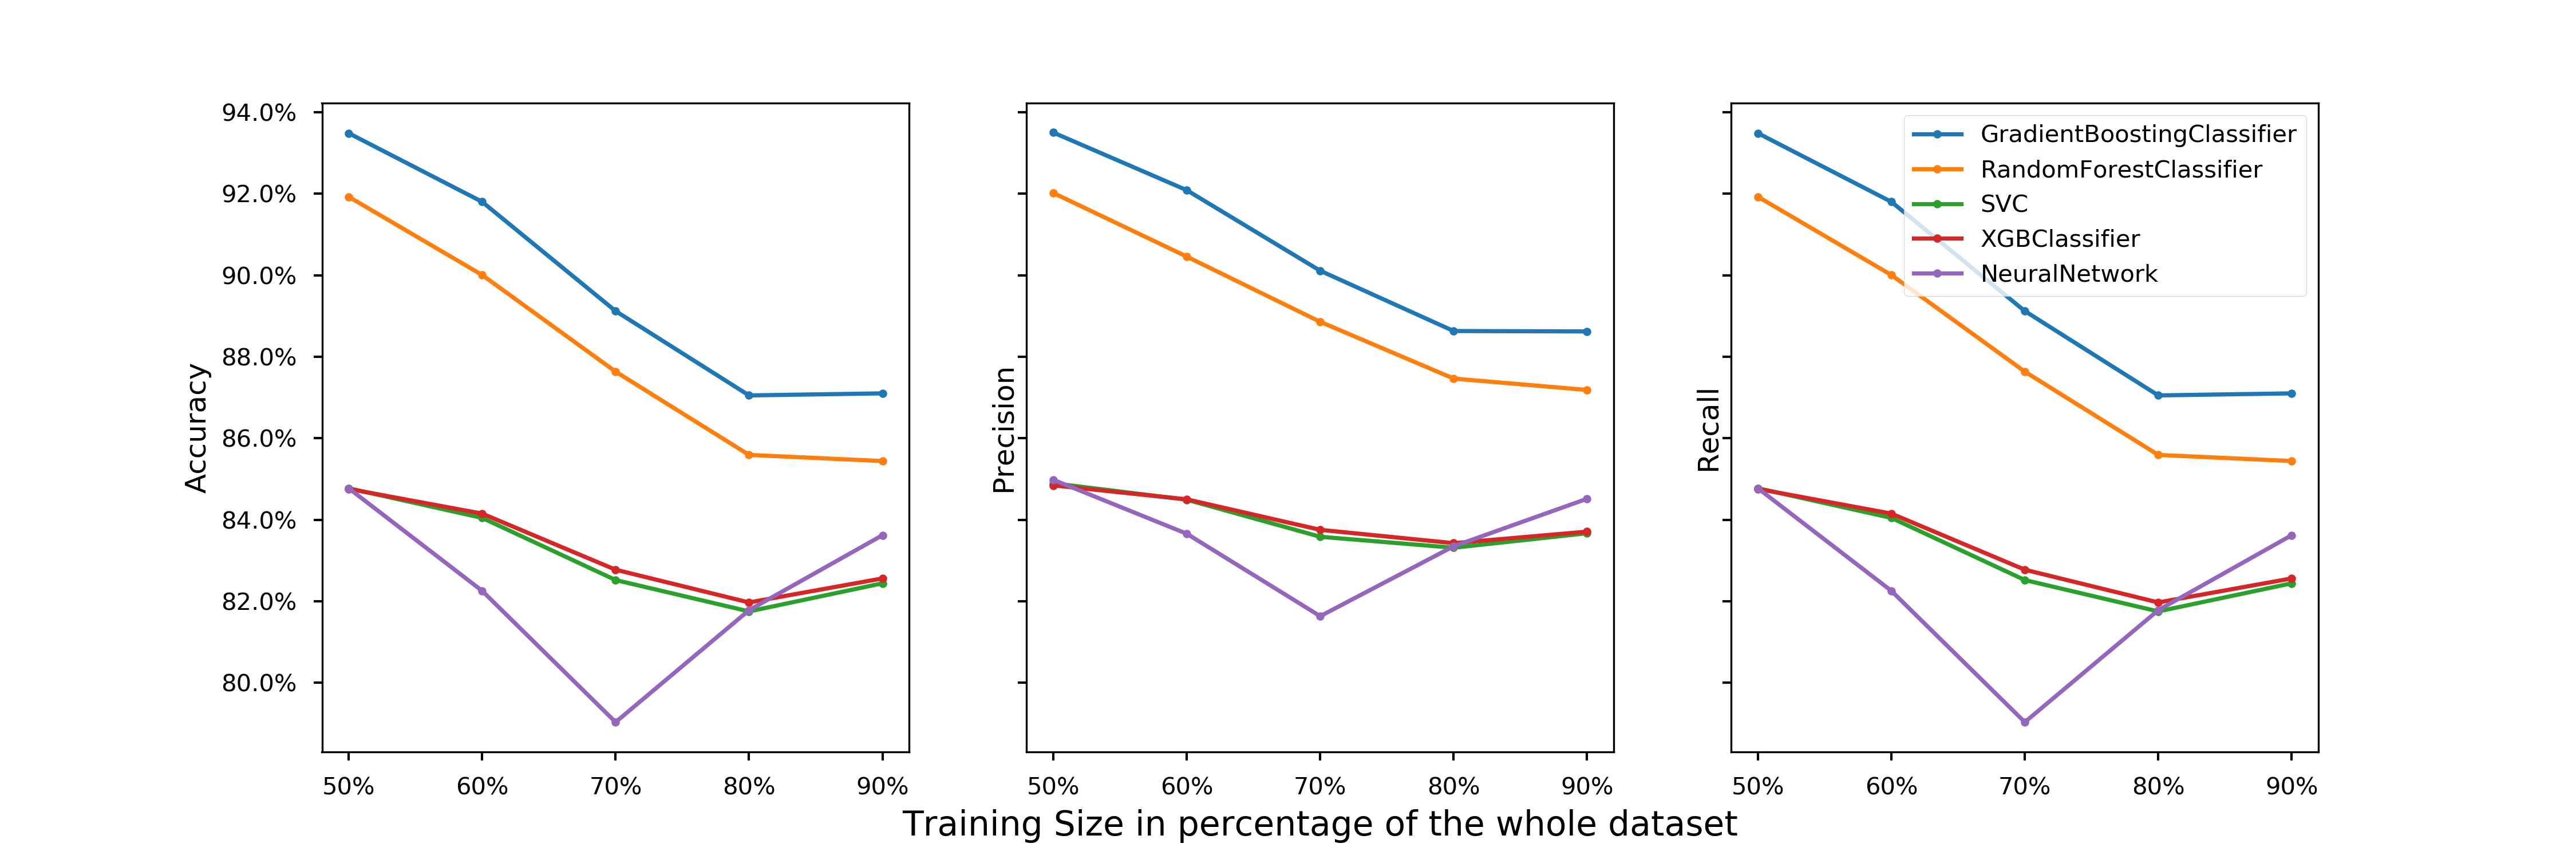 94.0%
92.0%
90.0%
88.0%
86.0%
84.0%
82.0%
80.0%
Accuracy
50% 60% 70% 80% 90%
Precision
50% 60% 70% 80% 90%
Recall
50% 60% 70% 80% 90%
GradientBoostingClassifier
RandomForestClassifier
SVC
XGBClassifier
NeuralNetwork
Training Size in percentage of the whole dataset